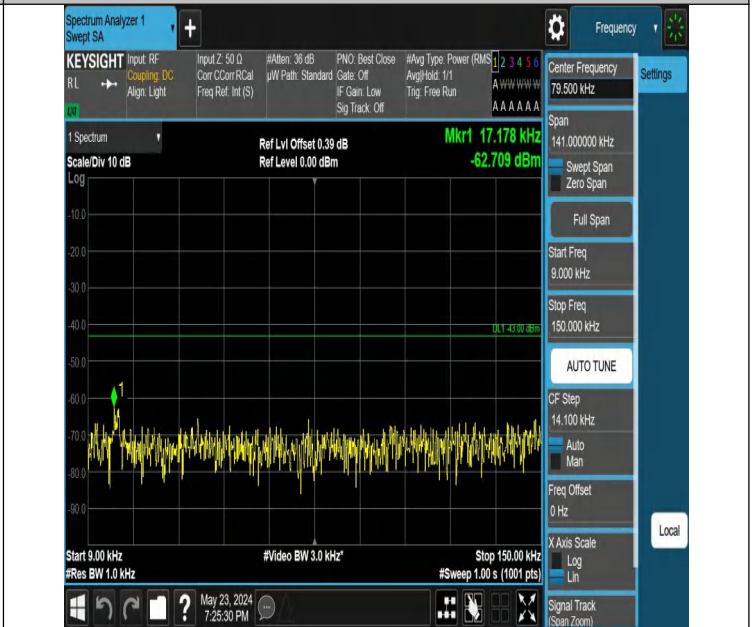 Spectrum Analyzer 1
Swept SA
+
Frequency
KEYSIGHT
RL
LXI
Input: RF
Coupling: DC
Align: Light
Input Z: 50 Ω
Corr CCorr RCal
Freq Ref: Int (S)
#Atten: 36 dB
µW Path: Standard
PNO: Best Close
Gate: Off
IF Gain: Low
Sig Track: Off
#Avg Type: Power (RMS
Avg|Hold: 1/1
Trig: Free Run
1 2 3 4 5 6
A W W W W W
A A A A A A
Center Frequency
79.500 kHz
Settings
Span
141.000000 kHz
Swept Span
Zero Span
Full Span
Start Freq
9.000 kHz
Stop Freq
150.000 kHz
AUTO TUNE
CF Step
14.100 kHz
Auto
Man
Freq Offset
0 Hz
X Axis Scale
Log
Lin
Signal Track
(Span Zoom)
Local
1 Spectrum
Scale/Div 10 dB
Log
Ref Lvl Offset 0.39 dB
Ref Level 0.00 dBm
Mkr1 17.178 kHz
-62.709 dBm
-10.0
-20.0
-30.0
-40.0
DL1 -43.00 dBm
-50.0
-60.0
1
-70.0
-80.0
-90.0
Start 9.00 kHz
#Video BW 3.0 kHz*
Stop 150.00 kHz
#Res BW 1.0 kHz
#Sweep 1.00 s (1001 pts)
?
May 23, 2024
7:25:30 PM